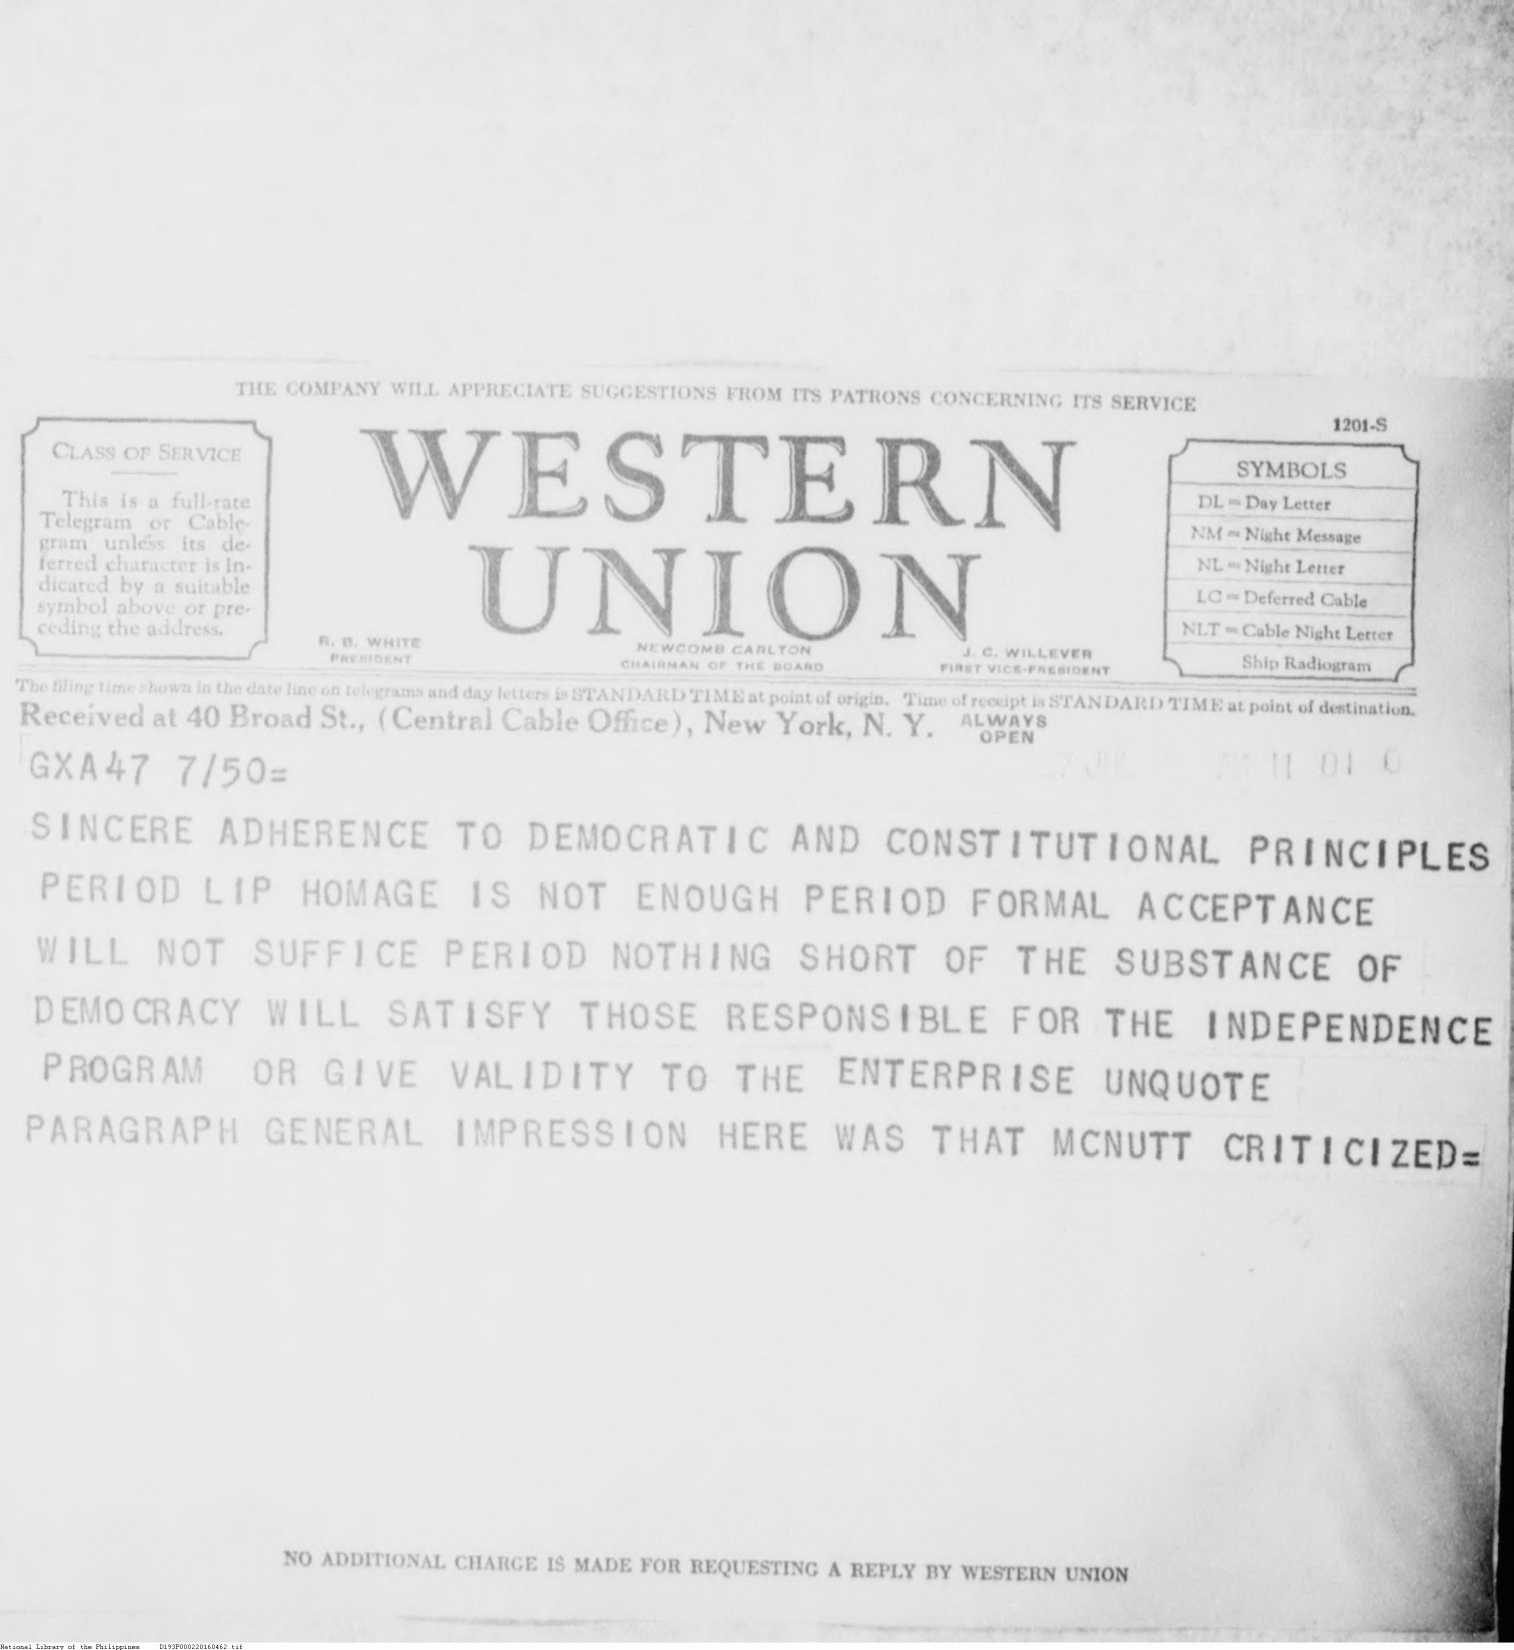 THE COMPANY WILL APPRECIATE SUGGESTIONS FROM ITS PATRONS CONCERNING ITS SERVICE
1201-S
CLASS OF SERVICE
This is a full-rate
Telegram or Cable-
gram unless its de-
ferred character is in-
dicated by a suitable
symbol above or pre-
ceding the address.
WESTERN
UNION
R. B. WHITE
PRESIDENT
NEWCOMB CARLTON
CHAIRMAN OF THE BOARD
J. C. WILLEVER
FIRST VICE-PRESIDENT
SYMBOLS
DL = Day Letter
NM = Night Message
NL = Night Letter
LC = Deferred Cable
NLT = Cable Night Letter
Ship Radiogram
The filing time shown in the date line on telegrams and day letters is STANDARD TIME at point of origin. Time of receipt is STANDARD TIME at point of destination.
Received at 40 Broad St., (Central Cable Office), New York, N. Y. ALWAYS
OPEN
GXA47 7/50=
SINCERE ADHERENCE TO DEMOCRATIC AND CONSTITUTIONAL PRINCIPLES
PERIOD LIP HOMAGE IS NOT ENOUGH PERIOD FORMAL ACCEPTANCE
WILL NOT SUFFICE PERIOD NOTHING SHORT OF THE SUBSTANCE OF
DEMOCRACY WILL SATISFY THOSE RESPONSIBLE FOR THE INDEPENDENCE
PROGRAM OR GIVE VALIDITY TO THE ENTERPRISE UNQUOTE
PARAGRAPH GENERAL IMPRESSION HERE WAS THAT MCNUTT CRITICIZED=
NO ADDITIONAL CHARGE IS MADE FOR REQUESTING A REPLY BY WESTERN UNION
National Library of the Philippines D193P000220160462.tif